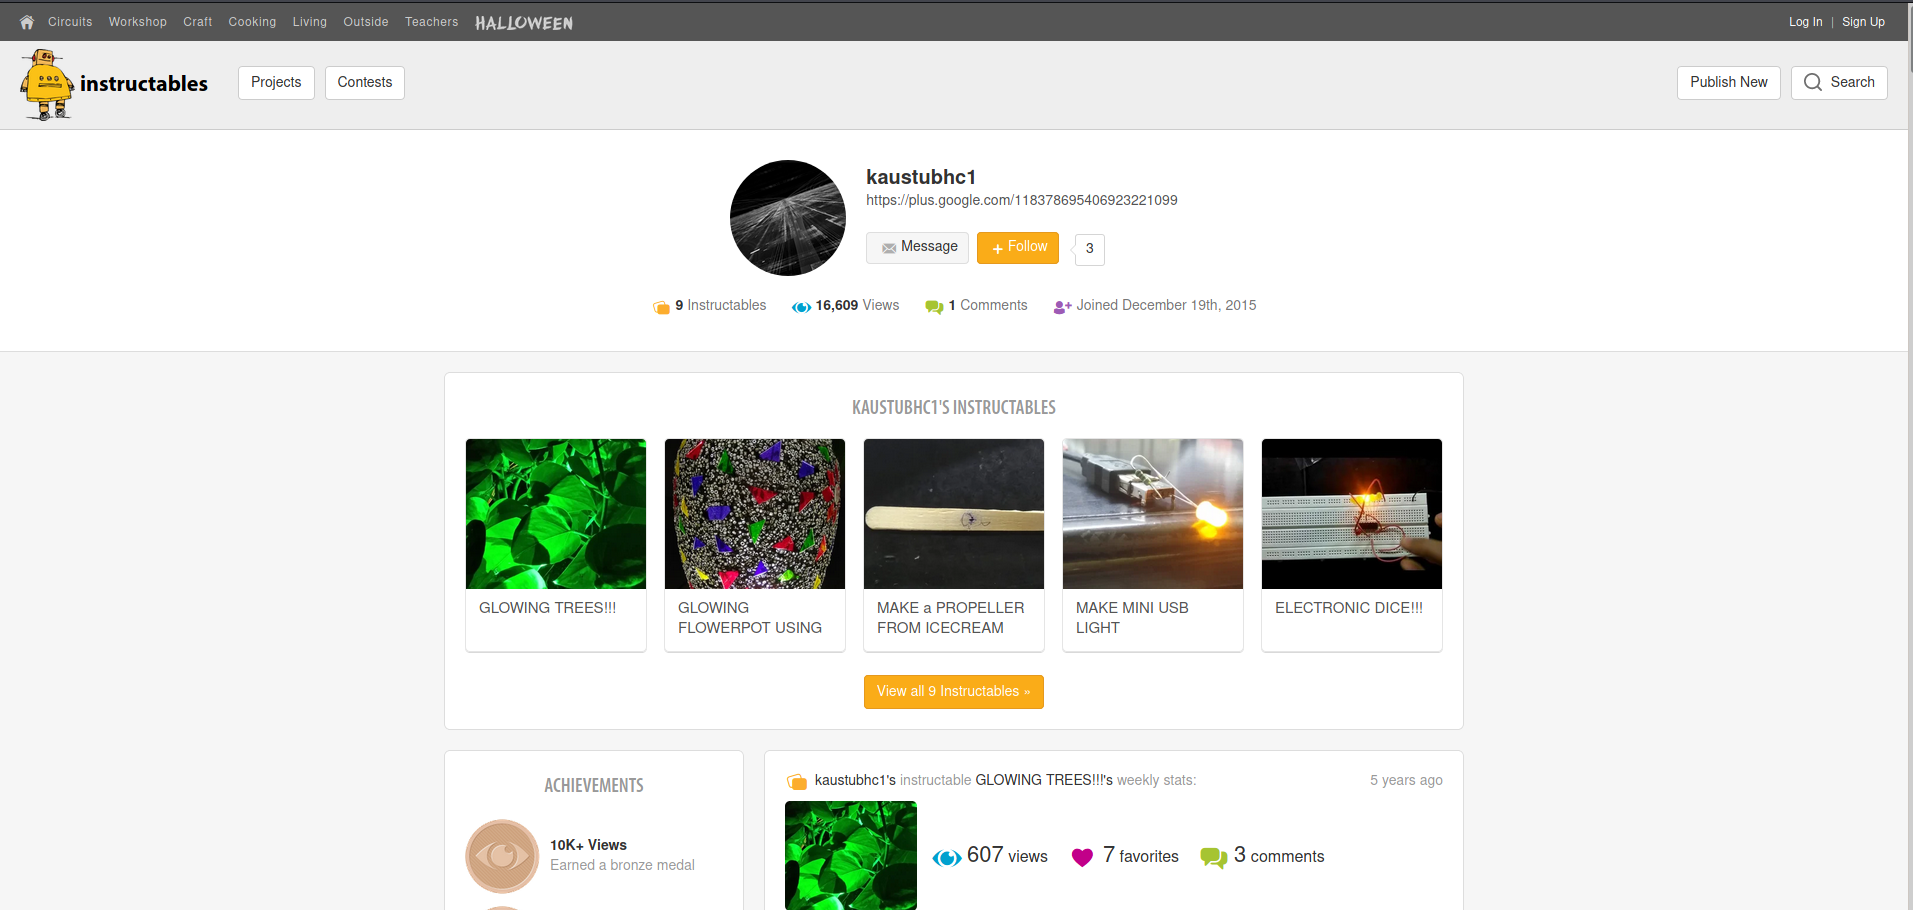 Circuits Workshop Craft Cooking Living Outside Teachers HALLOWEEN Log In | Sign Up
instructables Projects Contests Publish New Search
kaustubhc1
https://plus.google.com/118378695406923221099
Message + Follow 3
9 Instructables 16,609 Views 1 Comments Joined December 19th, 2015
KAUSTUBHC1'S INSTRUCTABLES
GLOWING TREES!!!
GLOWING
FLOWERPOT USING
MAKE a PROPELLER
FROM ICECREAM
MAKE MINI USB
LIGHT
ELECTRONIC DICE!!!
View all 9 Instructables »
ACHIEVEMENTS
10K+ Views
Earned a bronze medal
kaustubhc1's instructable GLOWING TREES!!!'s weekly stats: 5 years ago
607 views 7 favorites 3 comments